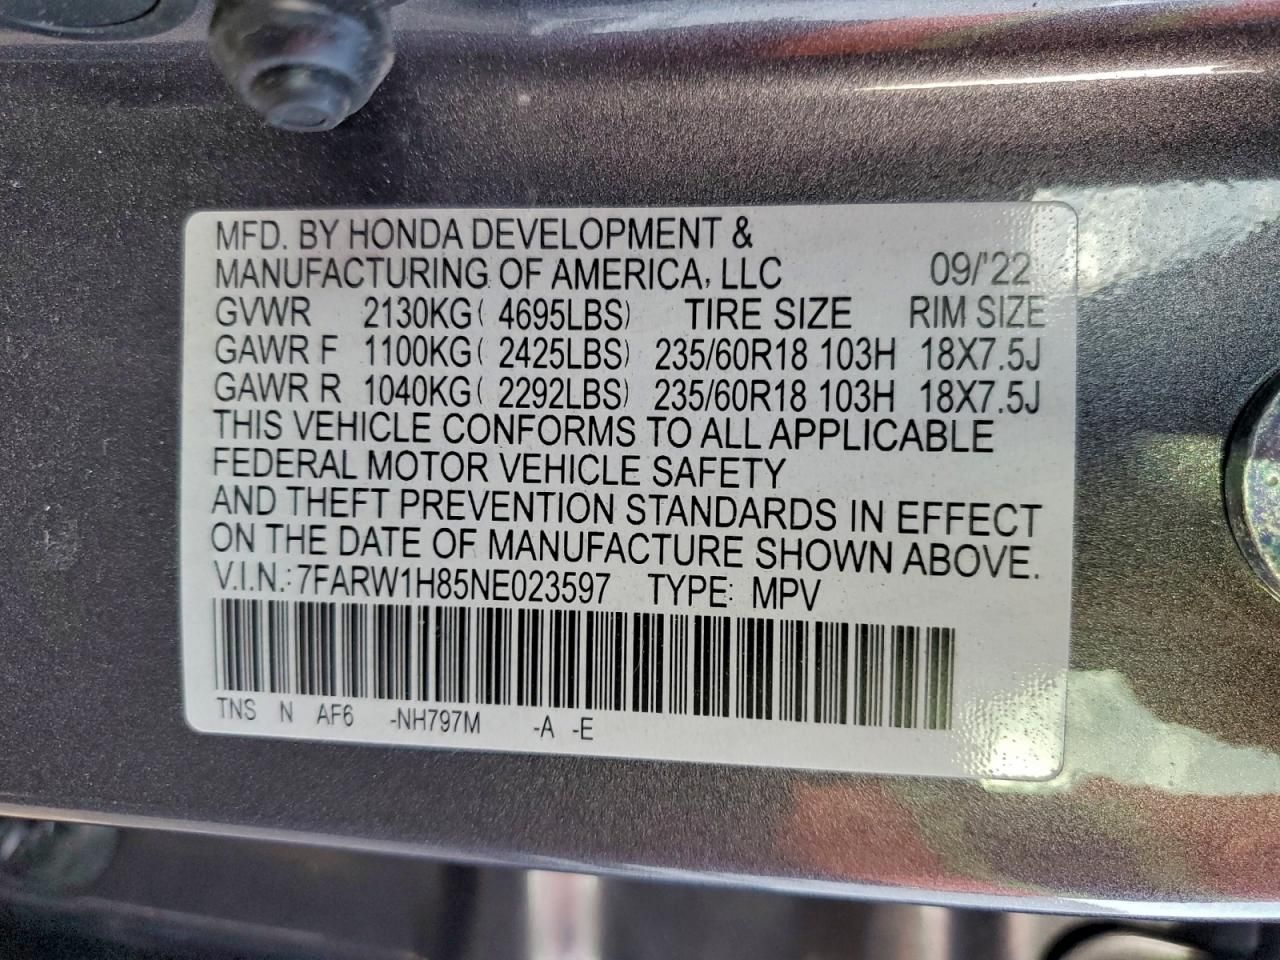 MFD. BY HONDA DEVELOPMENT &
MANUFACTURING OF AMERICA, LLC 09/'22
GVWR 2130KG( 4695LBS) TIRE SIZE RIM SIZE
GAWR F 1100KG( 2425LBS) 235/60R18 103H 18X7.5J
GAWR R 1040KG( 2292LBS) 235/60R18 103H 18X7.5J
THIS VEHICLE CONFORMS TO ALL APPLICABLE
FEDERAL MOTOR VEHICLE SAFETY
AND THEFT PREVENTION STANDARDS IN EFFECT
ON THE DATE OF MANUFACTURE SHOWN ABOVE.
V.I.N.: 7FARW1H85NE023597 TYPE: MPV
TNS N AF6 -NH797M -A -E